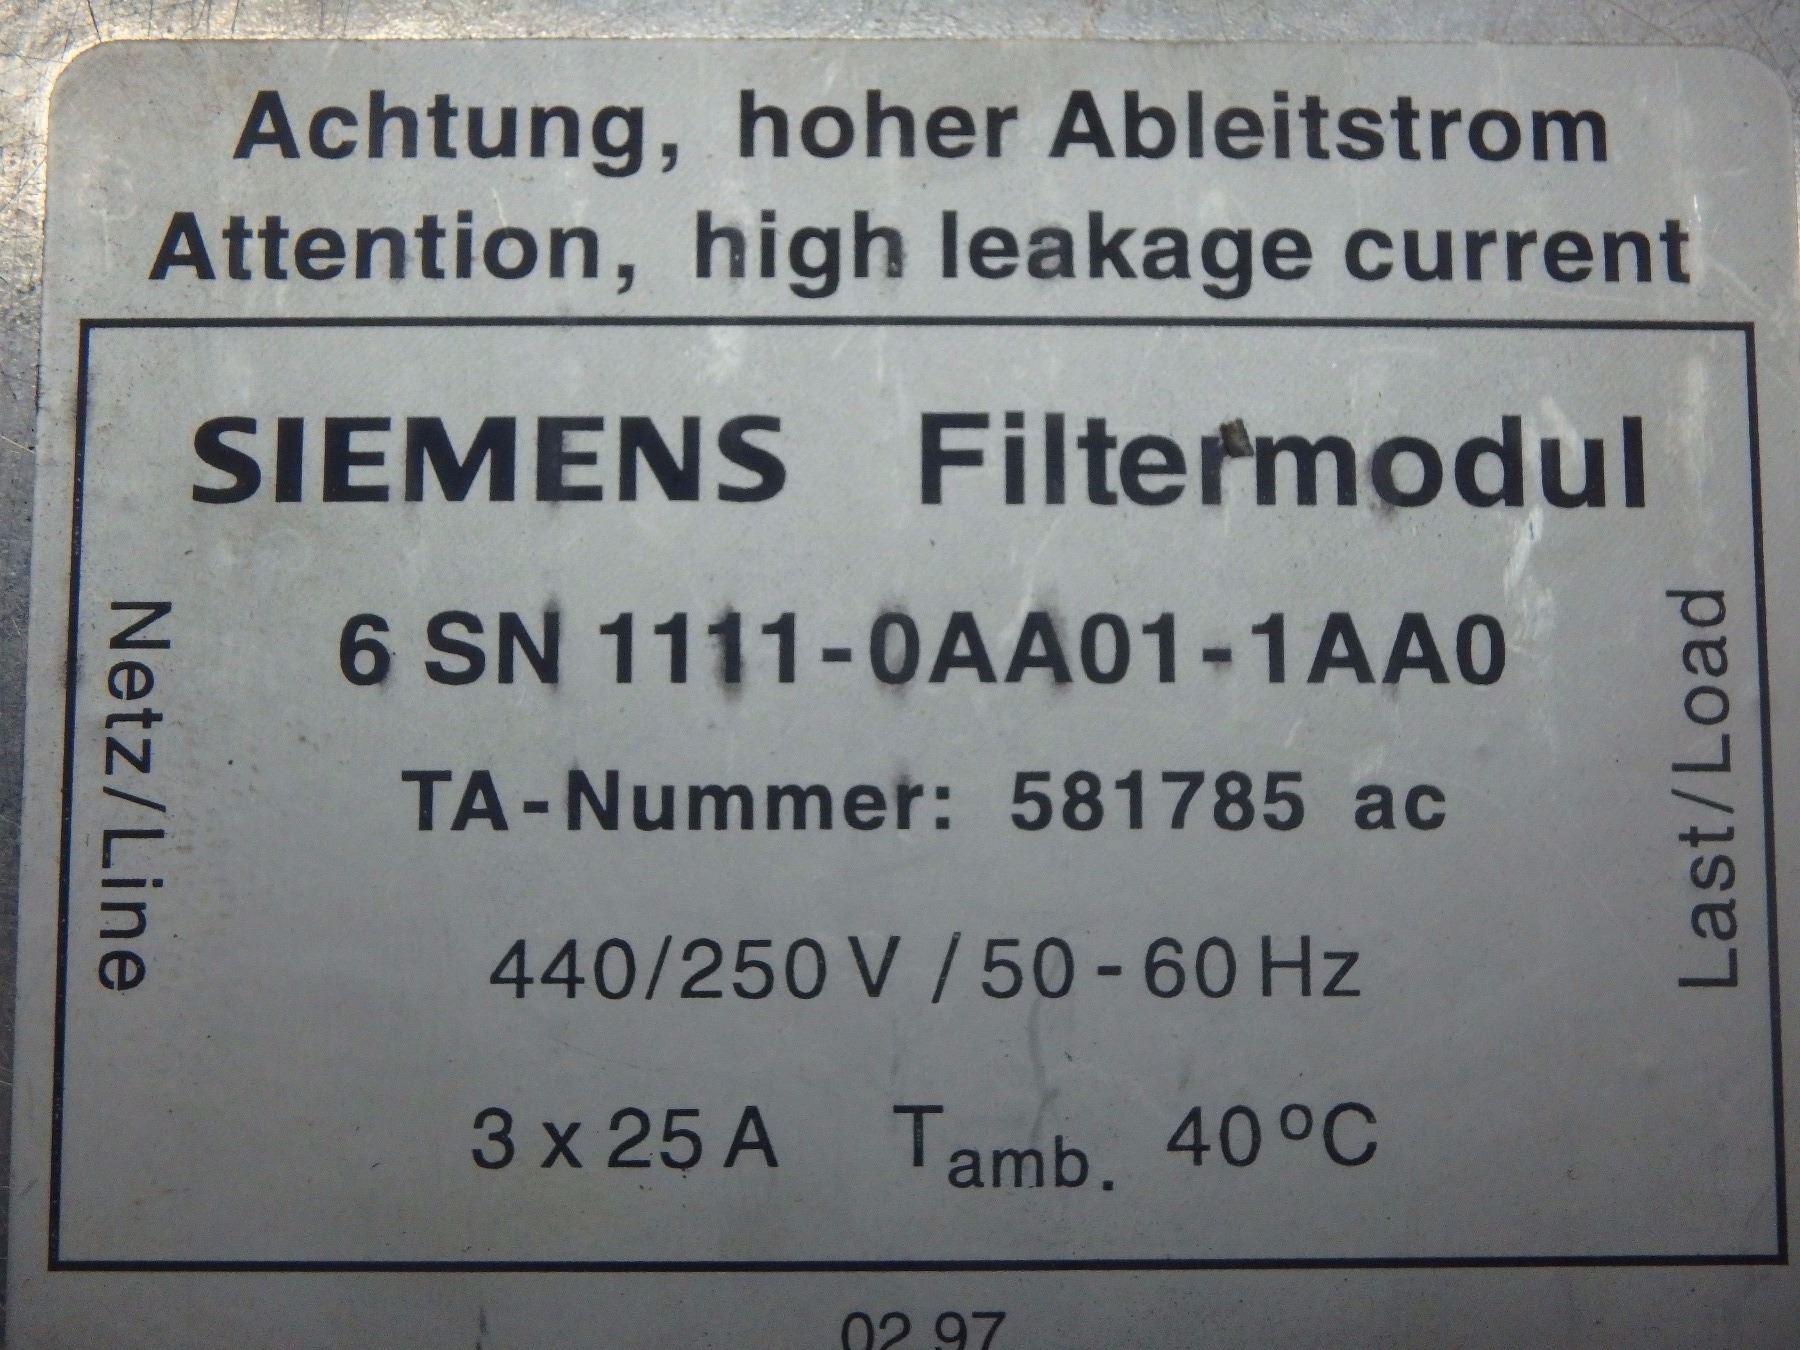 Achtung, hoher Ableitstrom
Attention, high leakage current
SIEMENS Filtermodul
6 SN 1111-0AA01-1AA0
TA-Nummer: 581785 ac
440/250 V / 50 - 60 Hz
3 x 25 A Tamb. 40 °C
Netz/Line
Last/Load
02 97